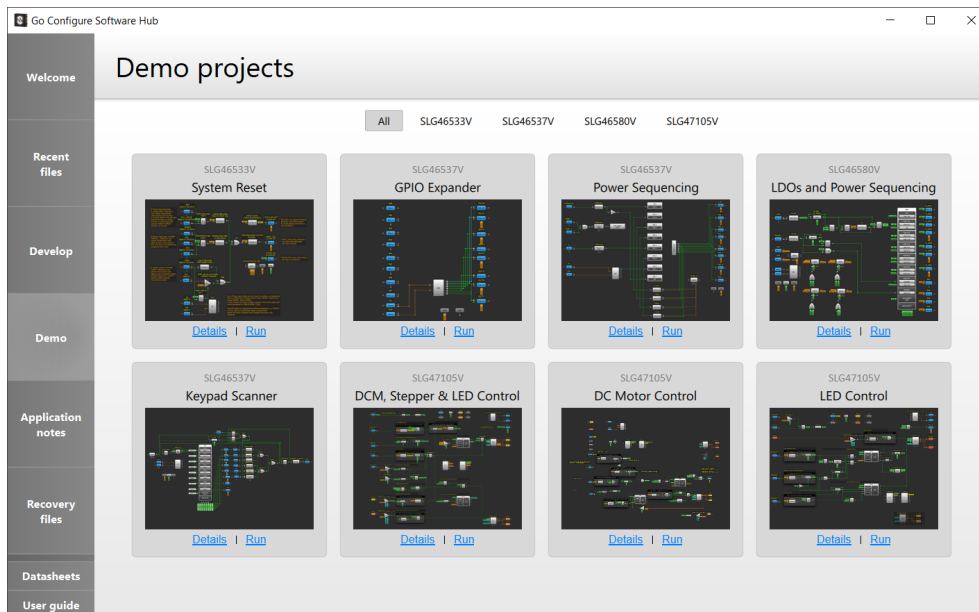 Go Configure Software Hub
Welcome
Recent
files
Develop
Demo
Application
notes
Recovery
files
Datasheets
User guide
Demo projects
All SLG46533V SLG46537V SLG46580V SLG47105V
SLG46533V
System Reset
Details | Run
SLG46537V
GPIO Expander
Details | Run
SLG46537V
Power Sequencing
Details | Run
SLG46580V
LDOs and Power Sequencing
Details | Run
SLG46537V
Keypad Scanner
Details | Run
SLG47105V
DCM, Stepper & LED Control
Details | Run
SLG47105V
DC Motor Control
Details | Run
SLG47105V
LED Control
Details | Run